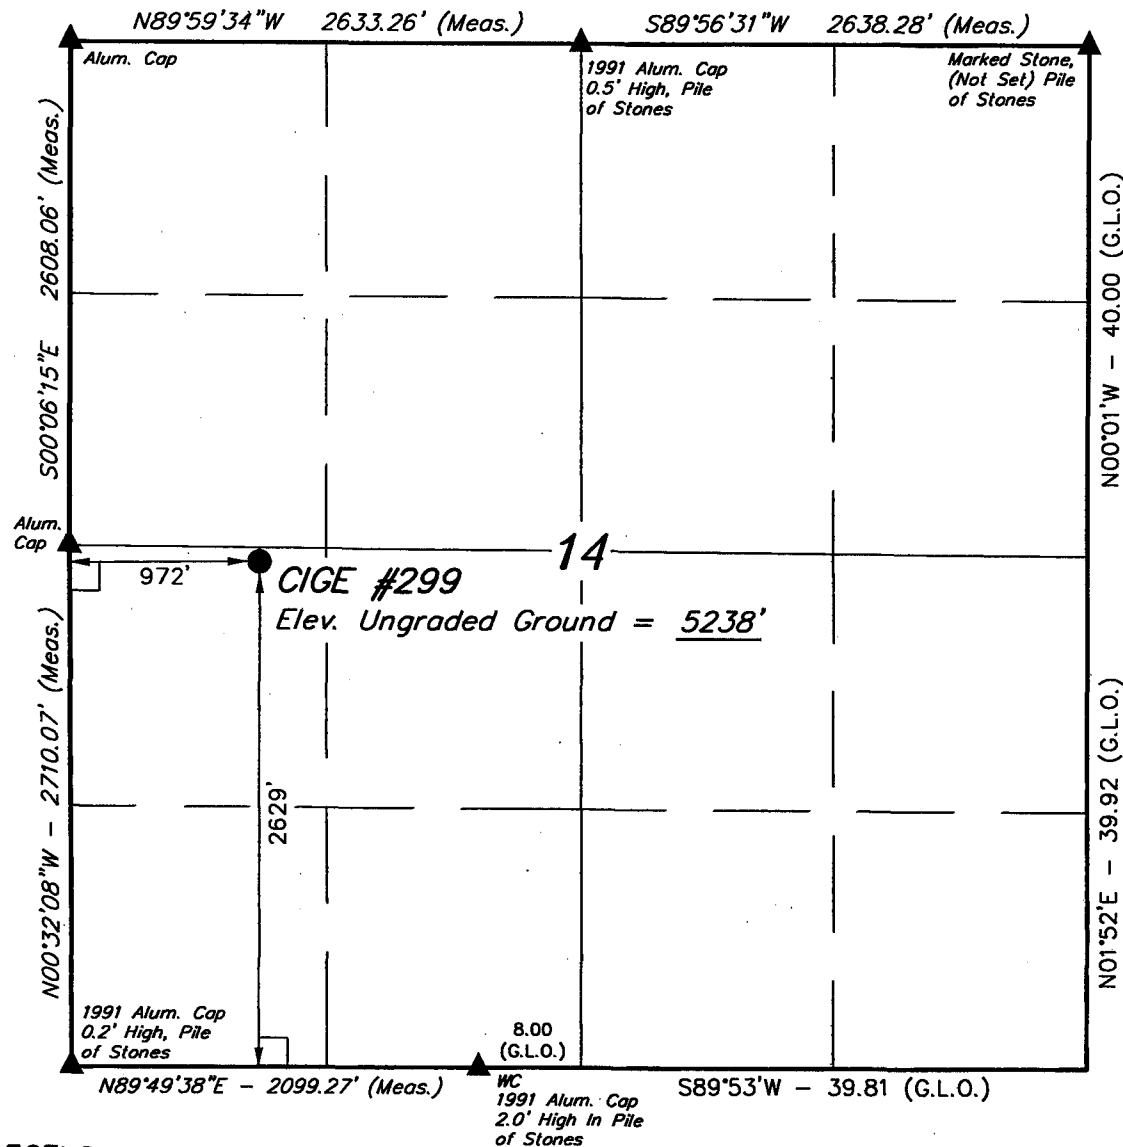 N89°59'34"W 2633.26' (Meas.)
S89°56'31"W 2638.28' (Meas.)
Alum. Cap
1991 Alum. Cap
0.5' High, Pile
of Stones
Marked Stone,
(Not Set) Pile
of Stones
S00°06'15"E 2608.06' (Meas.)
N00°01'W - 40.00 (G.L.O.)
Alum.
Cap
14
972'
CIGE #299
Elev. Ungraded Ground = 5238'
N00°32'08"W - 2710.07' (Meas.)
2629'
N01°52'E - 39.92 (G.L.O.)
1991 Alum. Cap
0.2' High, Pile
of Stones
8.00
(G.L.O.)
N89°49'38"E - 2099.27' (Meas.)
WC
1991 Alum. Cap
2.0' High In Pile
of Stones
S89°53'W - 39.81 (G.L.O.)